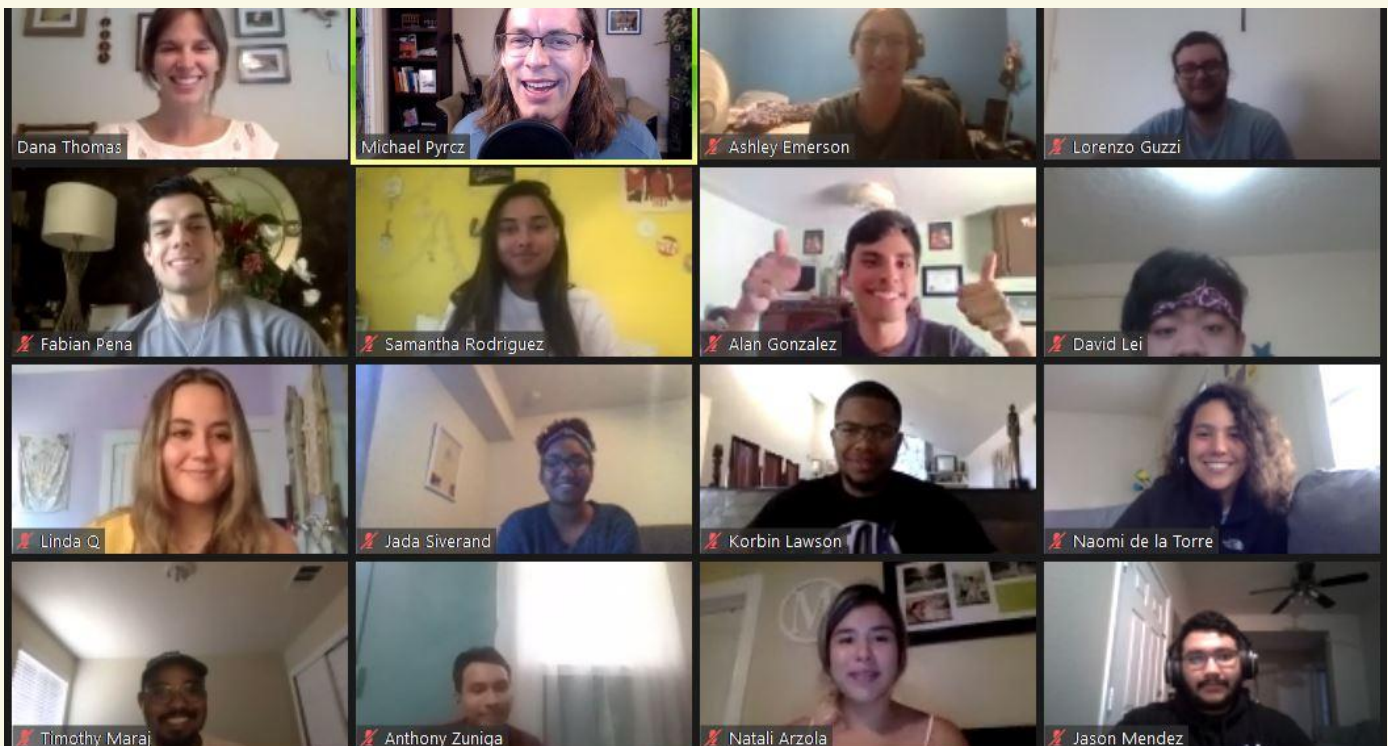 Dana Thomas
Michael Pyrcz
Ashley Emerson
Lorenzo Guzzi
Fabian Pena
Samantha Rodriguez
Alan Gonzalez
David Lei
Linda Q
Jada Siverand
Korbin Lawson
Naomi de la Torre
Timothy Maraj
Anthony Zuniga
M
Natali Arzola
Jason Mendez